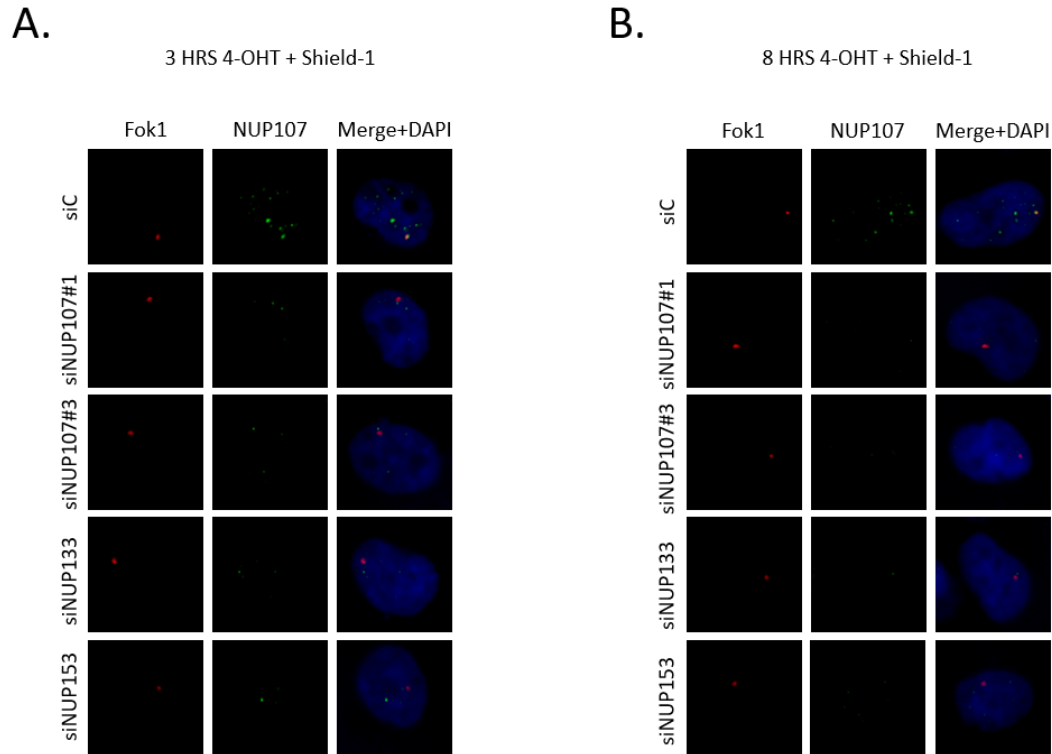 A.
3 HRS 4-OHT + Shield-1
Fok1 NUP107 Merge+DAPI
siC
siNUP107#1
siNUP107#3
siNUP133
siNUP153
B.
8 HRS 4-OHT + Shield-1
Fok1 NUP107 Merge+DAPI
siC
siNUP107#1
siNUP107#3
siNUP133
siNUP153